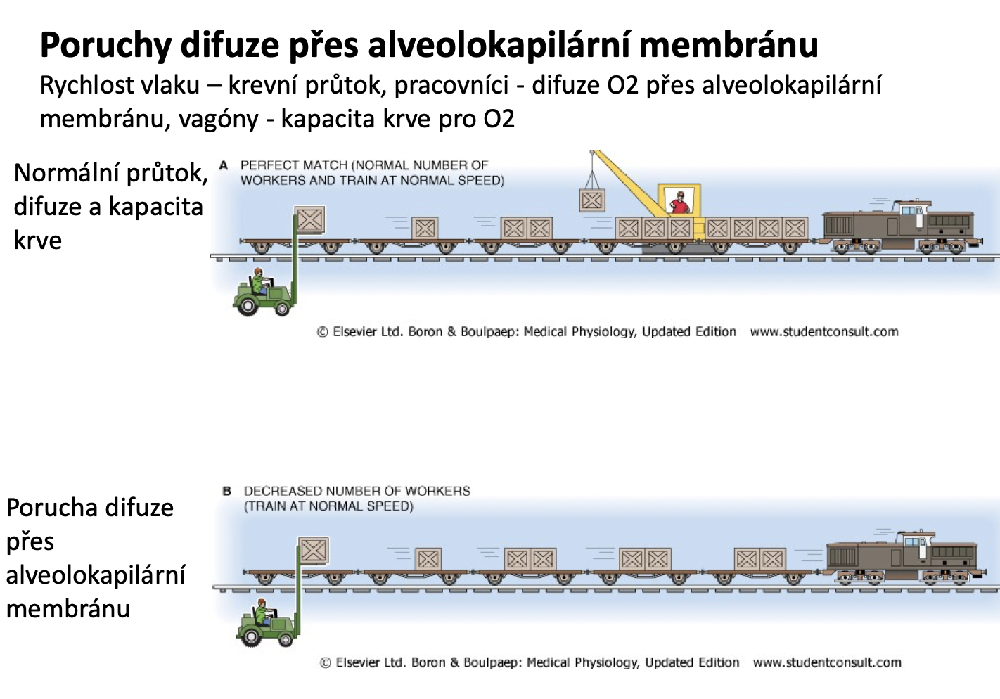 Poruchy difuze přes alveolokapilární membránu
Rychlost vlaku – krevní průtok, pracovníci - difuze O2 přes alveolokapilární
membránu, vagóny - kapacita krve pro O2
Normální průtok,
difuze a kapacita
krve
A PERFECT MATCH (NORMAL NUMBER OF
WORKERS AND TRAIN AT NORMAL SPEED)
© Elsevier Ltd. Boron & Boulpaep: Medical Physiology, Updated Edition www.studentconsult.com
Porucha difuze
přes
alveolokapilární
membránu
B DECREASED NUMBER OF WORKERS
(TRAIN AT NORMAL SPEED)
© Elsevier Ltd. Boron & Boulpaep: Medical Physiology, Updated Edition www.studentconsult.com